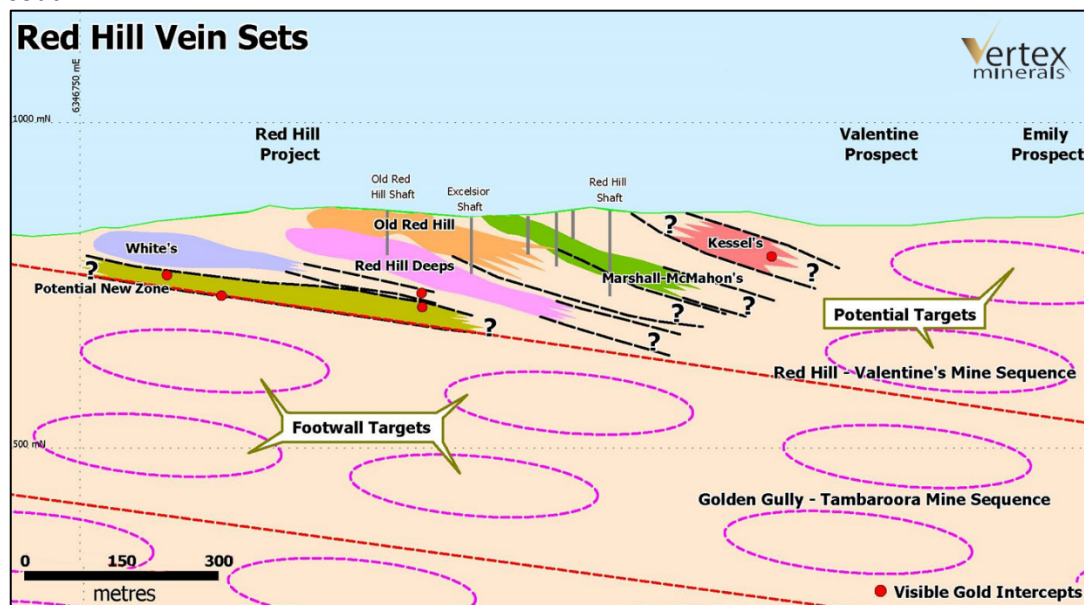 Red Hill Vein Sets
Vertex
minerals
6346750 mE
1000 mN
Red Hill
Project
Valentine
Prospect
Emily
Prospect
Old Red
Hill Shaft
Excelsior
Shaft
Red Hill
Shaft
Old Red Hill
White's
Kessel's
?
?
Red Hill Deeps
Marshall-McMahon's
?
Potential New Zone
?
?
?
?
Potential Targets
Red Hill - Valentine's Mine Sequence
Footwall Targets
500 mN
Golden Gully - Tambaroora Mine Sequence
0 150 300
metres
Visible Gold Intercepts